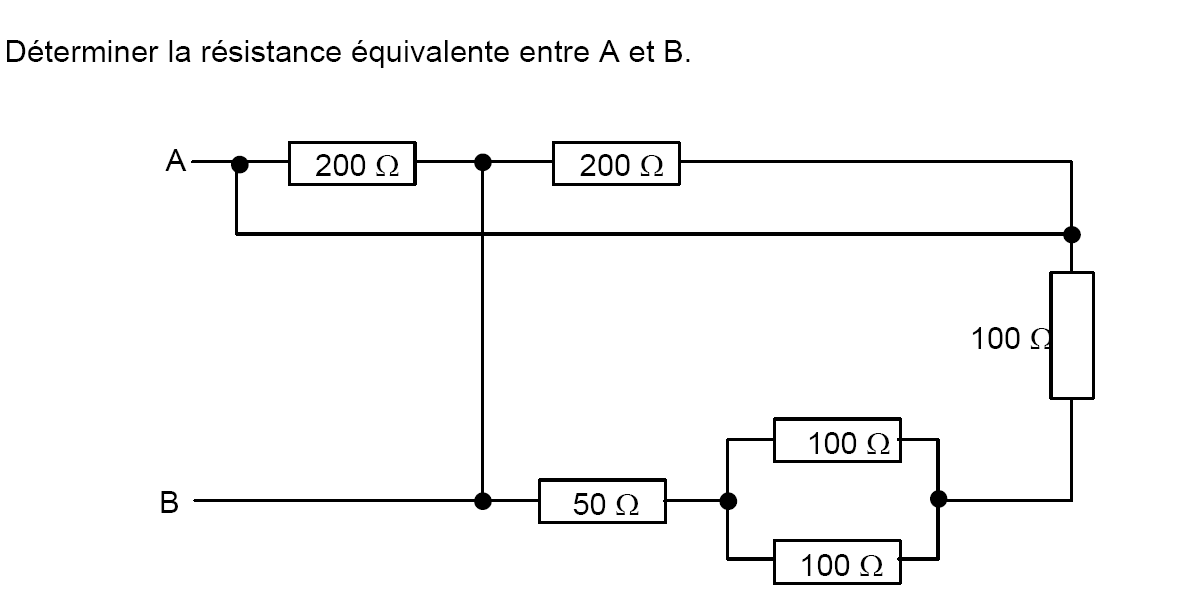 Déterminer la résistance équivalente entre A et B.
A
200 Ω
200 Ω
100 Ω
100 Ω
B
50 Ω
100 Ω